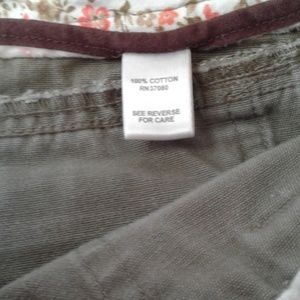 100% COTTON
RN 37080
SEE REVERSE
FOR CARE